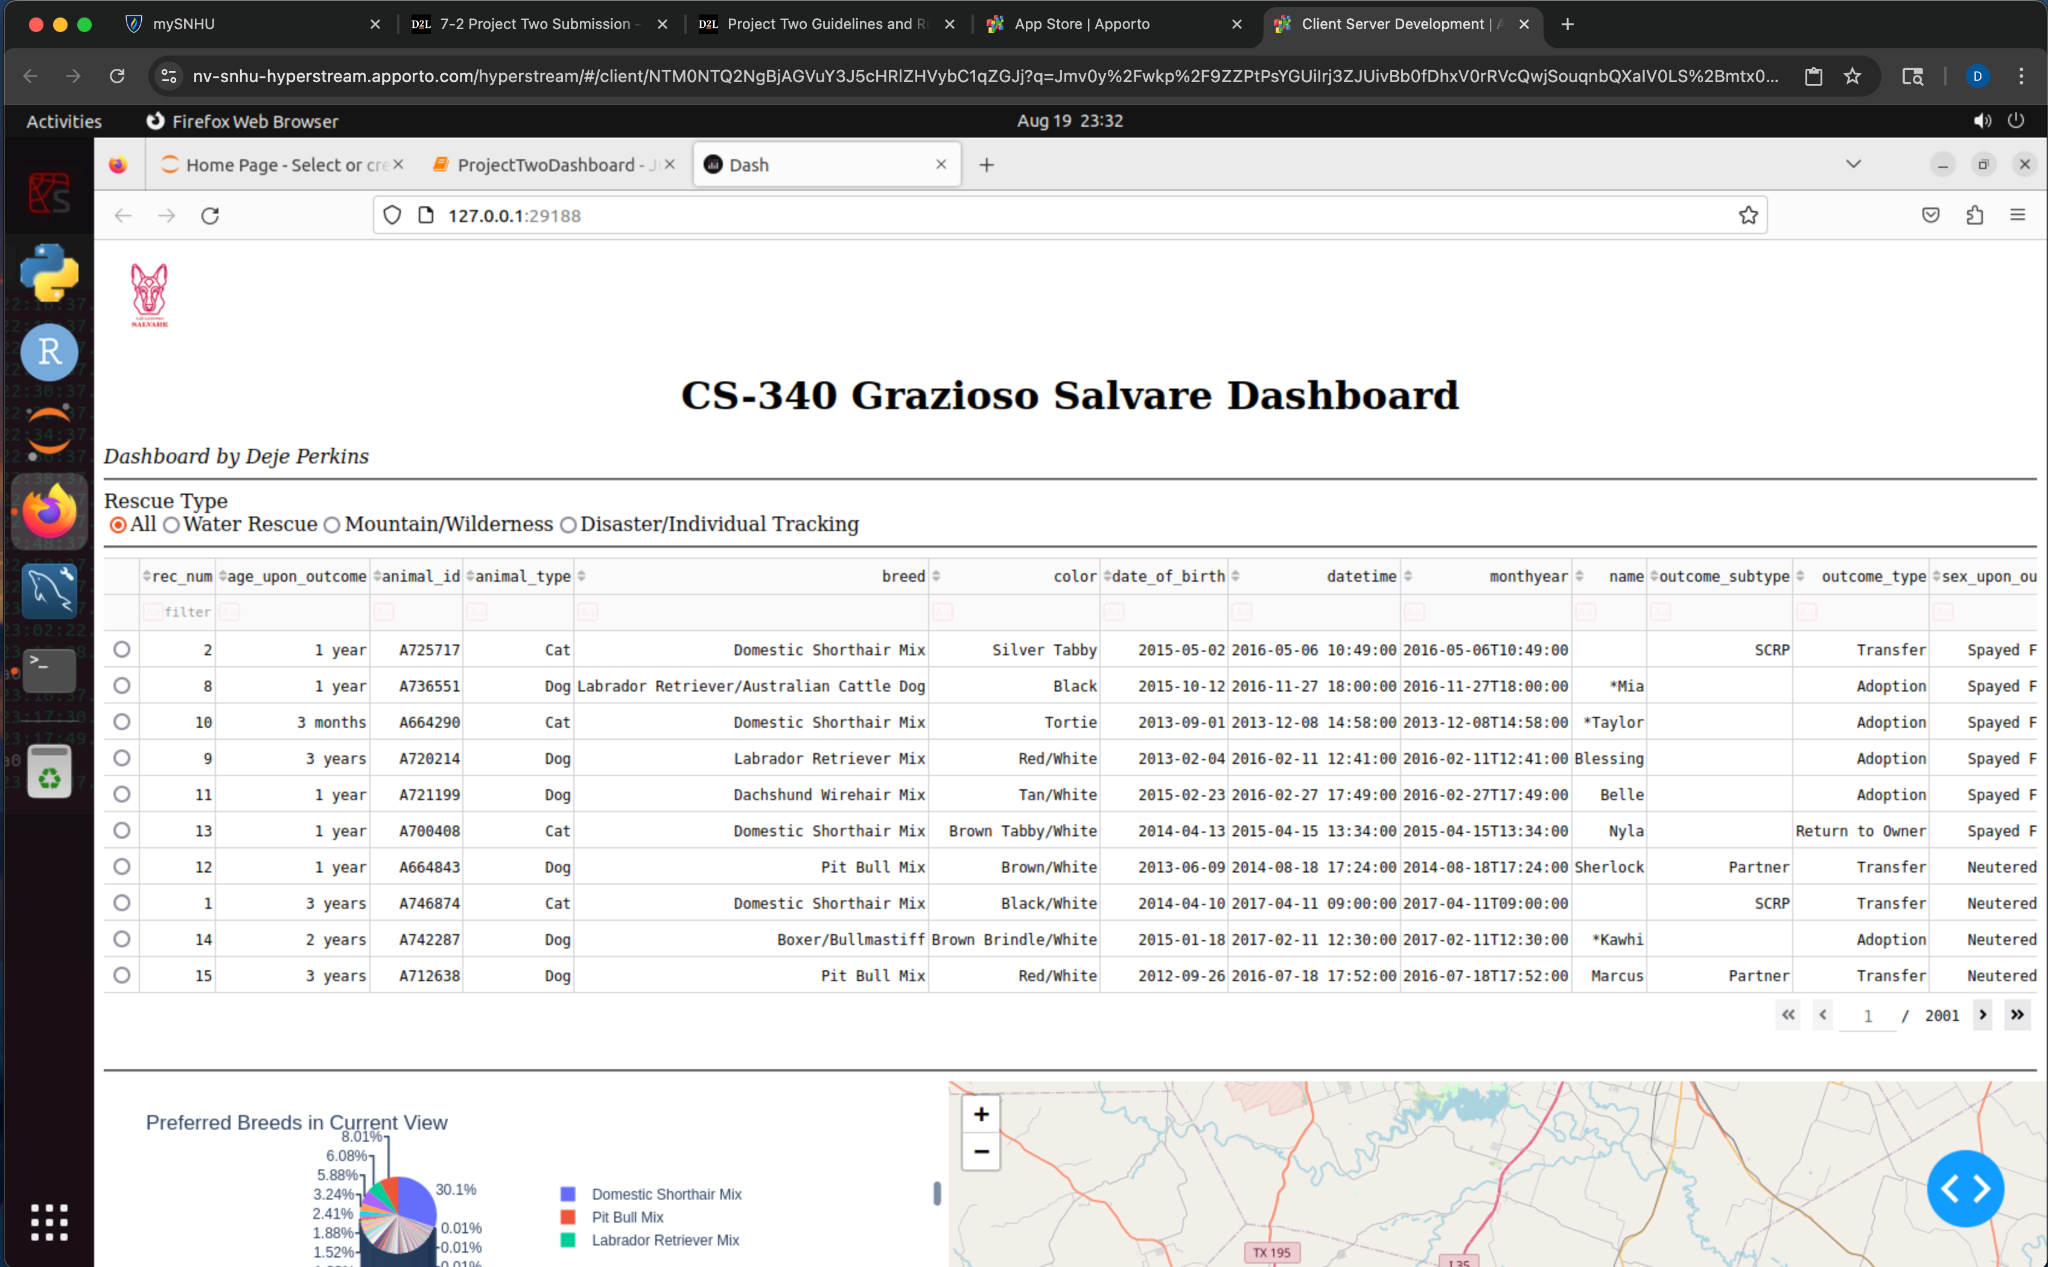 mySNHU
7-2 Project Two Submission -
Project Two Guidelines and Ru
App Store | Apporto
Client Server Development | A
nv-snhu-hyperstream.apporto.com/hyperstream/#/client/NTM0NTQ2NgBjAGVuY3J5cHRlZHVybC1qZGJj?q=Jmv0y%2Fwkp%2F9ZZPtPsYGUiIrj3ZJUivBb0fDhxV0rRVcQwjSouqnbQXaIV0LS%2Bmtx0...
D
Activities Firefox Web Browser Aug 19 23:32
Home Page - Select or cre
ProjectTwoDashboard - Ju
Dash
127.0.0.1:29188
SALVARE
CS-340 Grazioso Salvare Dashboard
Dashboard by Deje Perkins
Rescue Type
All Water Rescue Mountain/Wilderness Disaster/Individual Tracking
rec_num age_upon_outcome animal_id animal_type breed color date_of_birth datetime monthyear name outcome_subtype outcome_type sex_upon_ou
Aa filter Aa Aa Aa Aa Aa Aa Aa Aa Aa Aa Aa Aa
2 1 year A725717 Cat Domestic Shorthair Mix Silver Tabby 2015-05-02 2016-05-06 10:49:00 2016-05-06T10:49:00 SCRP Transfer Spayed F
8 1 year A736551 Dog Labrador Retriever/Australian Cattle Dog Black 2015-10-12 2016-11-27 18:00:00 2016-11-27T18:00:00 *Mia Adoption Spayed F
10 3 months A664290 Cat Domestic Shorthair Mix Tortie 2013-09-01 2013-12-08 14:58:00 2013-12-08T14:58:00 *Taylor Adoption Spayed F
9 3 years A720214 Dog Labrador Retriever Mix Red/White 2013-02-04 2016-02-11 12:41:00 2016-02-11T12:41:00 Blessing Adoption Spayed F
11 1 year A721199 Dog Dachshund Wirehair Mix Tan/White 2015-02-23 2016-02-27 17:49:00 2016-02-27T17:49:00 Belle Adoption Spayed F
13 1 year A700408 Cat Domestic Shorthair Mix Brown Tabby/White 2014-04-13 2015-04-15 13:34:00 2015-04-15T13:34:00 Nyla Return to Owner Spayed F
12 1 year A664843 Dog Pit Bull Mix Brown/White 2013-06-09 2014-08-18 17:24:00 2014-08-18T17:24:00 Sherlock Partner Transfer Neutered
1 3 years A746874 Cat Domestic Shorthair Mix Black/White 2014-04-10 2017-04-11 09:00:00 2017-04-11T09:00:00 SCRP Transfer Neutered
14 2 years A742287 Dog Boxer/Bullmastiff Brown Brindle/White 2015-01-18 2017-02-11 12:30:00 2017-02-11T12:30:00 *Kawhi Adoption Neutered
15 3 years A712638 Dog Pit Bull Mix Red/White 2012-09-26 2016-07-18 17:52:00 2016-07-18T17:52:00 Marcus Partner Transfer Neutered
1 / 2001
Preferred Breeds in Current View
8.01%
6.08%
5.88%
3.24%
2.41%
1.88%
1.52%
30.1%
0.01%
0.01%
0.01%
Domestic Shorthair Mix
Pit Bull Mix
Labrador Retriever Mix
+
−
TX 195
I 35